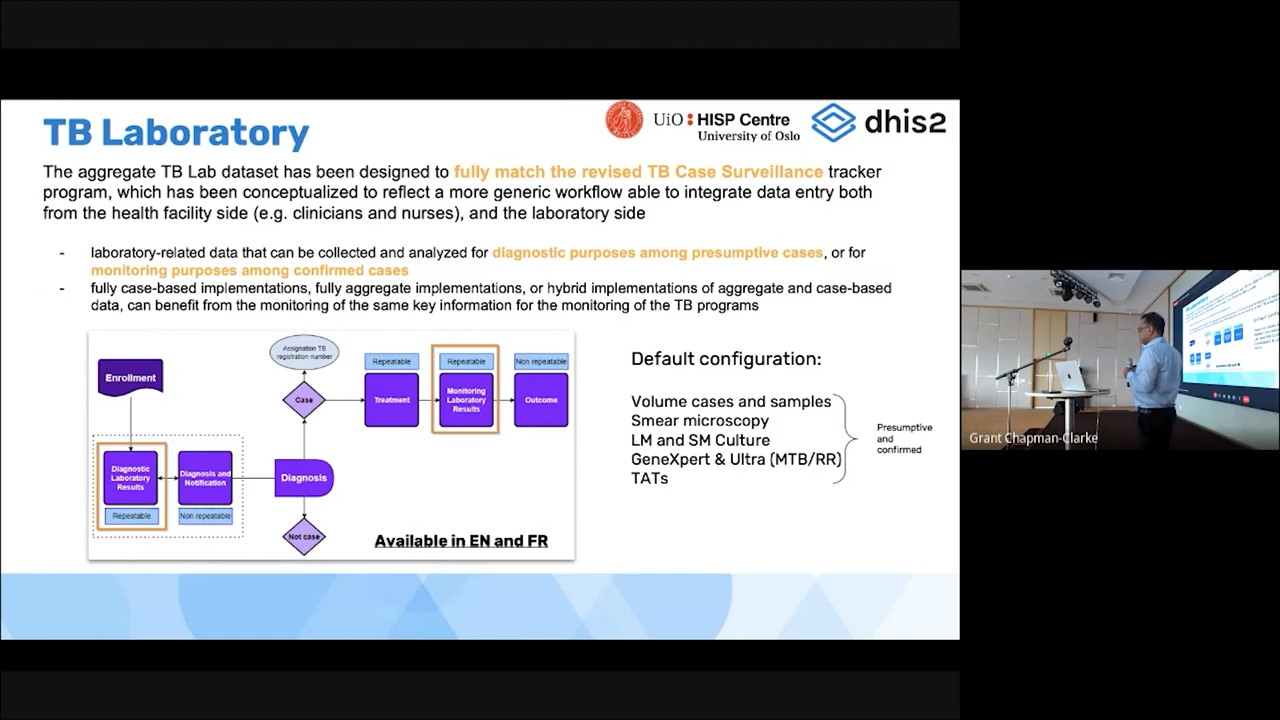 TB Laboratory
UiO HISP Centre
University of Oslo
dhis2
The aggregate TB Lab dataset has been designed to fully match the revised TB Case Surveillance tracker
program, which has been conceptualized to reflect a more generic workflow able to integrate data entry both
from the health facility side (e.g. clinicians and nurses), and the laboratory side
- laboratory-related data that can be collected and analyzed for diagnostic purposes among presumptive cases, or for
monitoring purposes among confirmed cases
- fully case-based implementations, fully aggregate implementations, or hybrid implementations of aggregate and case-based
data, can benefit from the monitoring of the same key information for the monitoring of the TB programs
Enrollment
Diagnostic
Laboratory
Results
Repeatable
Diagnosis and
Notification
Non repeatable
Diagnosis
Assignation TB
registration number
Case
Not case
Repeatable
Treatment
Repeatable
Monitoring
Laboratory
Results
Non repeatable
Outcome
Available in EN and FR
Default configuration:
Volume cases and samples
Smear microscopy
LM and SM Culture
GeneXpert & Ultra (MTB/RR)
TATs
Presumptive
and
confirmed
TB Laboratory
Grant Chapman-Clarke